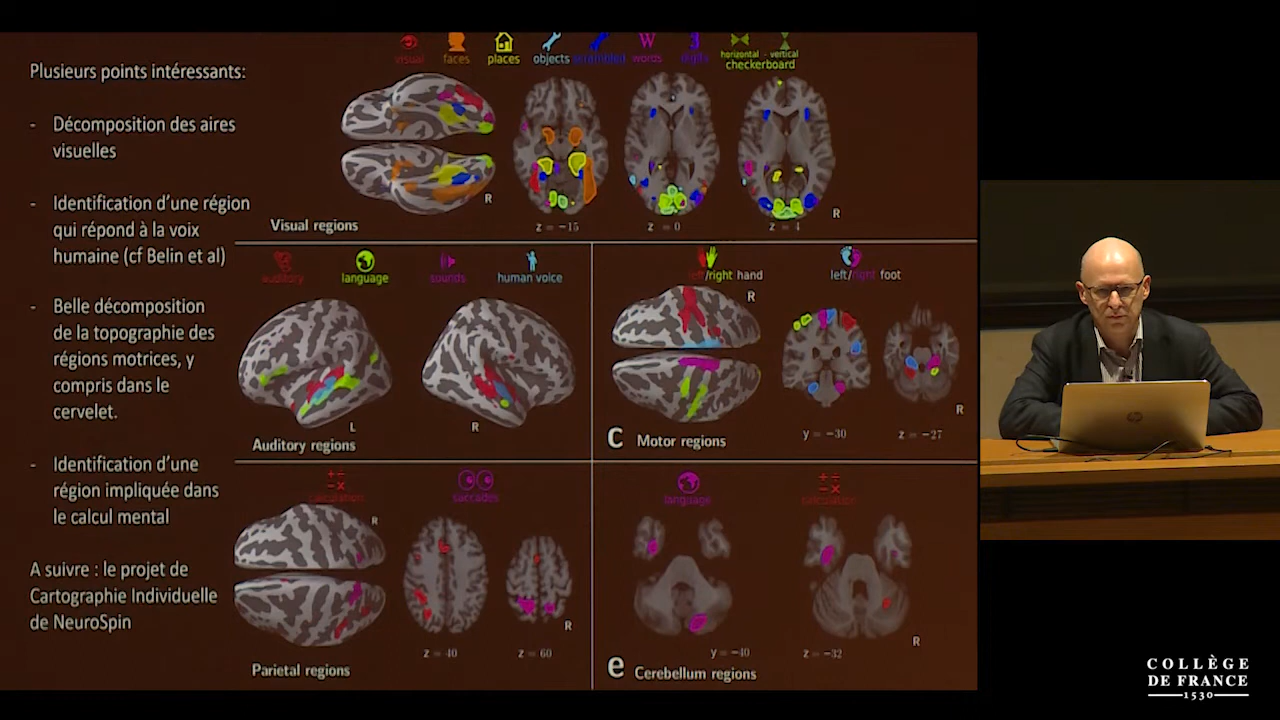 Plusieurs points intéressants:
- Décomposition des aires
visuelles
- Identification d'une région
qui répond à la voix
humaine (cf Belin et al)
- Belle décomposition
de la topographie des
régions motrices, y
compris dans le
cervelet.
- Identification d'une
région impliquée dans
le calcul mental
A suivre : le projet de
Cartographie Individuelle
de NeuroSpin
visual faces places objects scrambled words digits horizontal - vertical
checkerboard
R
R
Visual regions
z = -15 z = 0 z = 4
auditory language sounds human voice
L
R
Auditory regions
left/right hand left/right foot
R
R
y = -30 z = -27
C Motor regions
calculation saccades
R
R
z = 40 z = 60
Parietal regions
language calculation
R
y = -40 z = -32
e Cerebellum regions
hp
COLLÈGE
DE FRANCE
1530